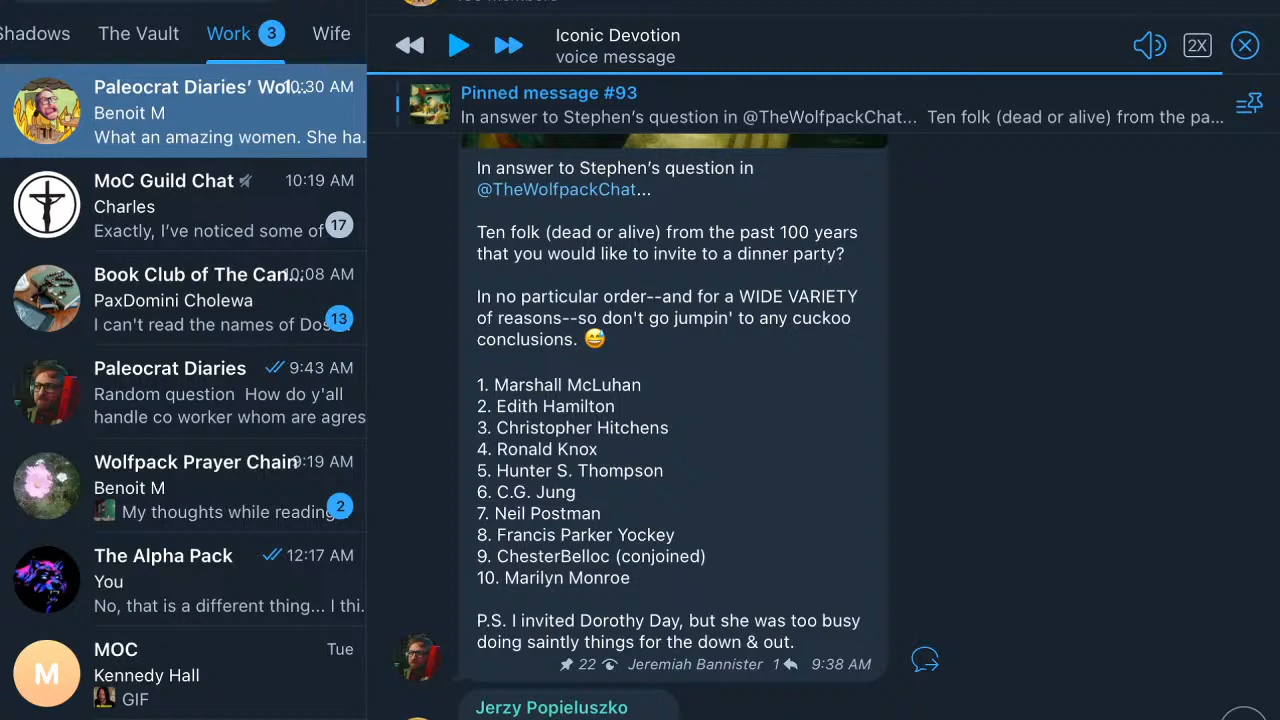 Shadows
The Vault
Work 3
Wife
Paleocrat Diaries’ Wol...
10:30 AM
Benoit M
What an amazing women. She ha...
MoC Guild Chat
10:19 AM
Charles
Exactly, I’ve noticed some of
17
Book Club of The Can...
10:08 AM
PaxDomini Cholewa
I can't read the names of Dos
13
Paleocrat Diaries
9:43 AM
Random question How do y'all
handle co worker whom are agres
Wolfpack Prayer Chain
9:19 AM
Benoit M
My thoughts while reading
2
The Alpha Pack
12:17 AM
You
No, that is a different thing... I thi...
M
MOC
Tue
Kennedy Hall
GIF
members
Iconic Devotion
voice message
2X
Pinned message #93
In answer to Stephen’s question in @TheWolfpackChat... Ten folk (dead or alive) from the pa...
In answer to Stephen’s question in
@TheWolfpackChat...
Ten folk (dead or alive) from the past 100 years
that you would like to invite to a dinner party?
In no particular order--and for a WIDE VARIETY
of reasons--so don't go jumpin' to any cuckoo
conclusions. 😅
1. Marshall McLuhan
2. Edith Hamilton
3. Christopher Hitchens
4. Ronald Knox
5. Hunter S. Thompson
6. C.G. Jung
7. Neil Postman
8. Francis Parker Yockey
9. ChesterBelloc (conjoined)
10. Marilyn Monroe
P.S. I invited Dorothy Day, but she was too busy
doing saintly things for the down & out.
22 Jeremiah Bannister 1 9:38 AM
Jerzy Popieluszko